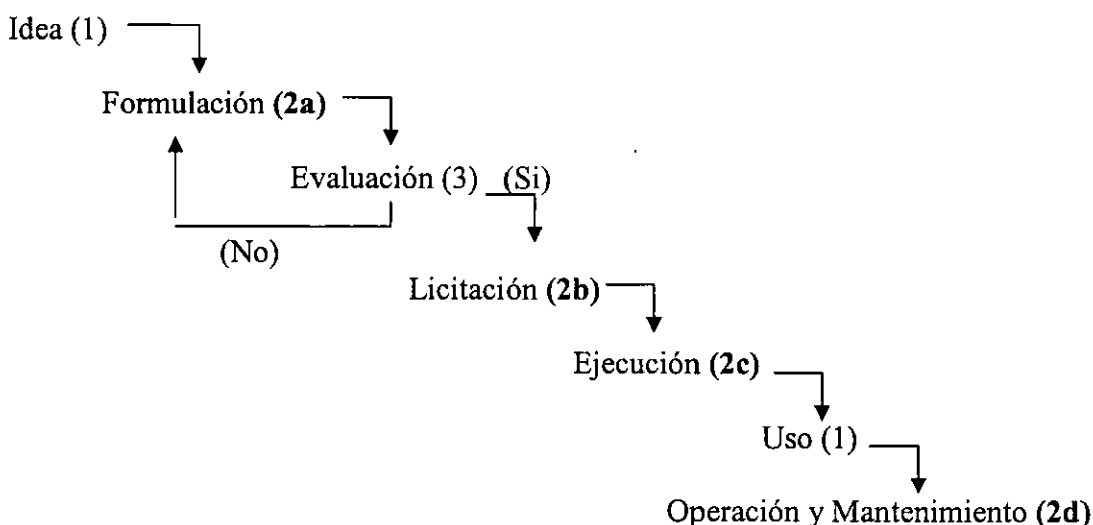 Idea (1)
Formulación (2a)
Evaluación (3) (Si)
(No)
Licitación (2b)
Ejecución (2c)
Uso (1)
Operación y Mantenimiento (2d)